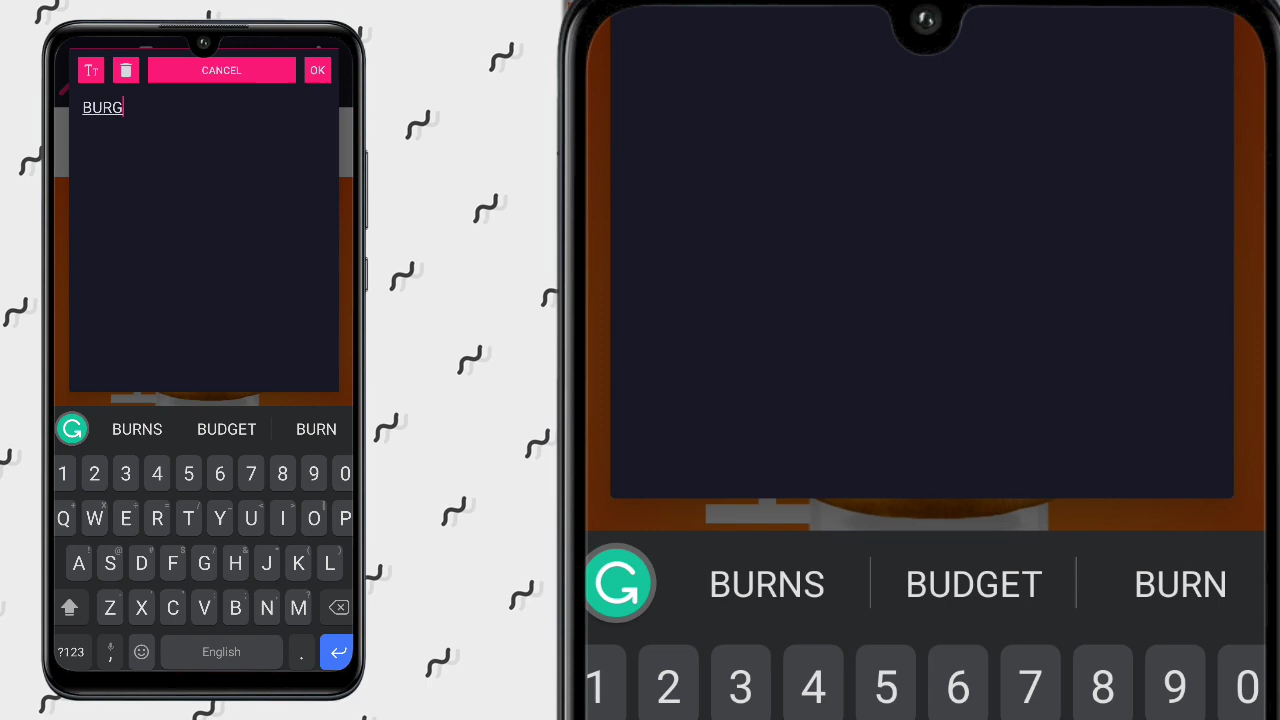 Tт CANCEL OK
BURG
BURNS BUDGET BURN
1 2 3 4 5 6 7 8 9 0
Q W E R T Y U I O P
A S D F G H J K L
Z X C V B N M
?123 , English .
BURNS BUDGET BURN
1 2 3 4 5 6 7 8 9 0